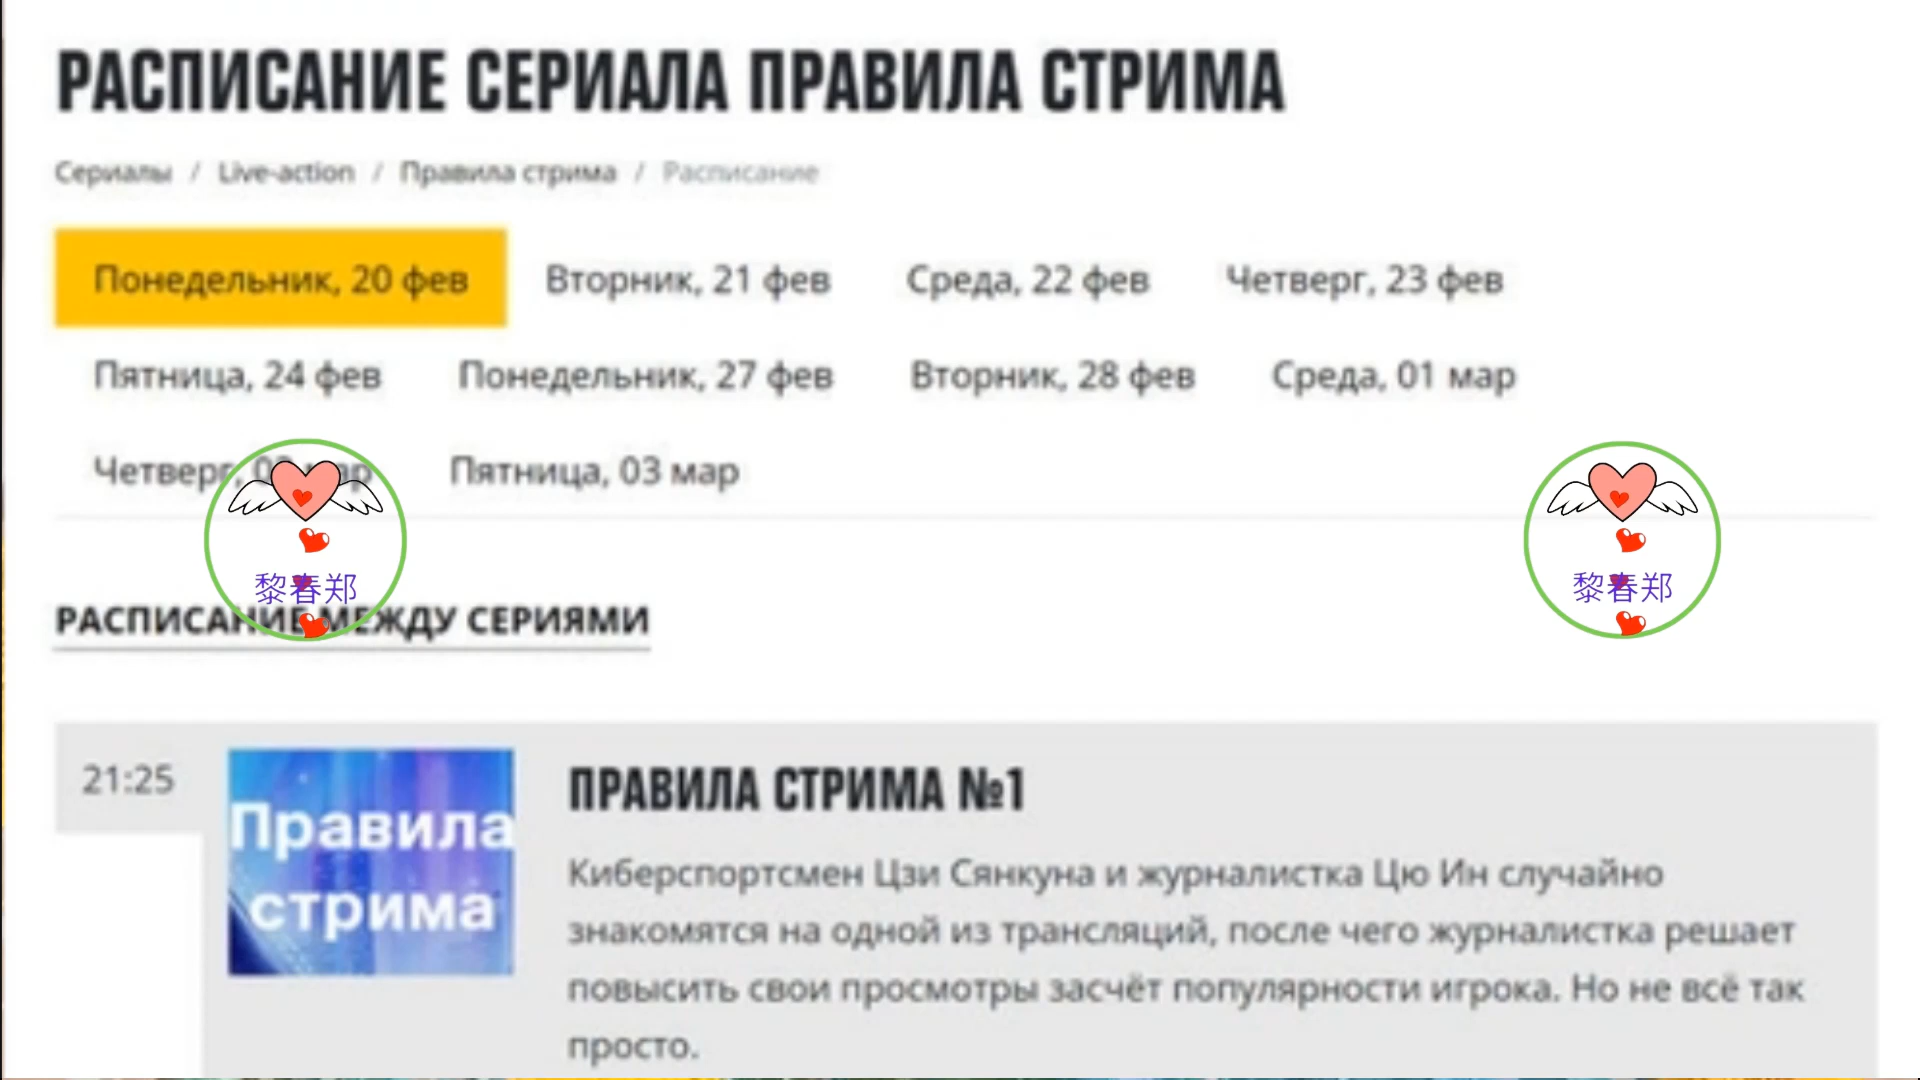 РАСПИСАНИЕ СЕРИАЛА ПРАВИЛА СТРИМА
Сериалы / Live-action / Правила стрима / Расписание
Понедельник, 20 фев Вторник, 21 фев Среда, 22 фев Четверг, 23 фев
Пятница, 24 фев Понедельник, 27 фев Вторник, 28 фев Среда, 01 мар
Четверг, Пятница, 03 мар
黎春郑
黎春郑
РАСПИСАНИЕ МЕЖДУ СЕРИЯМИ
21:25
Правила
стрима
ПРАВИЛА СТРИМА №1
Киберспортсмен Цзи Сянкуна и журналистка Цю Ин случайно
знакомятся на одной из трансляций, после чего журналистка решает
повысить свои просмотры засчёт популярности игрока. Но не всё так
просто.